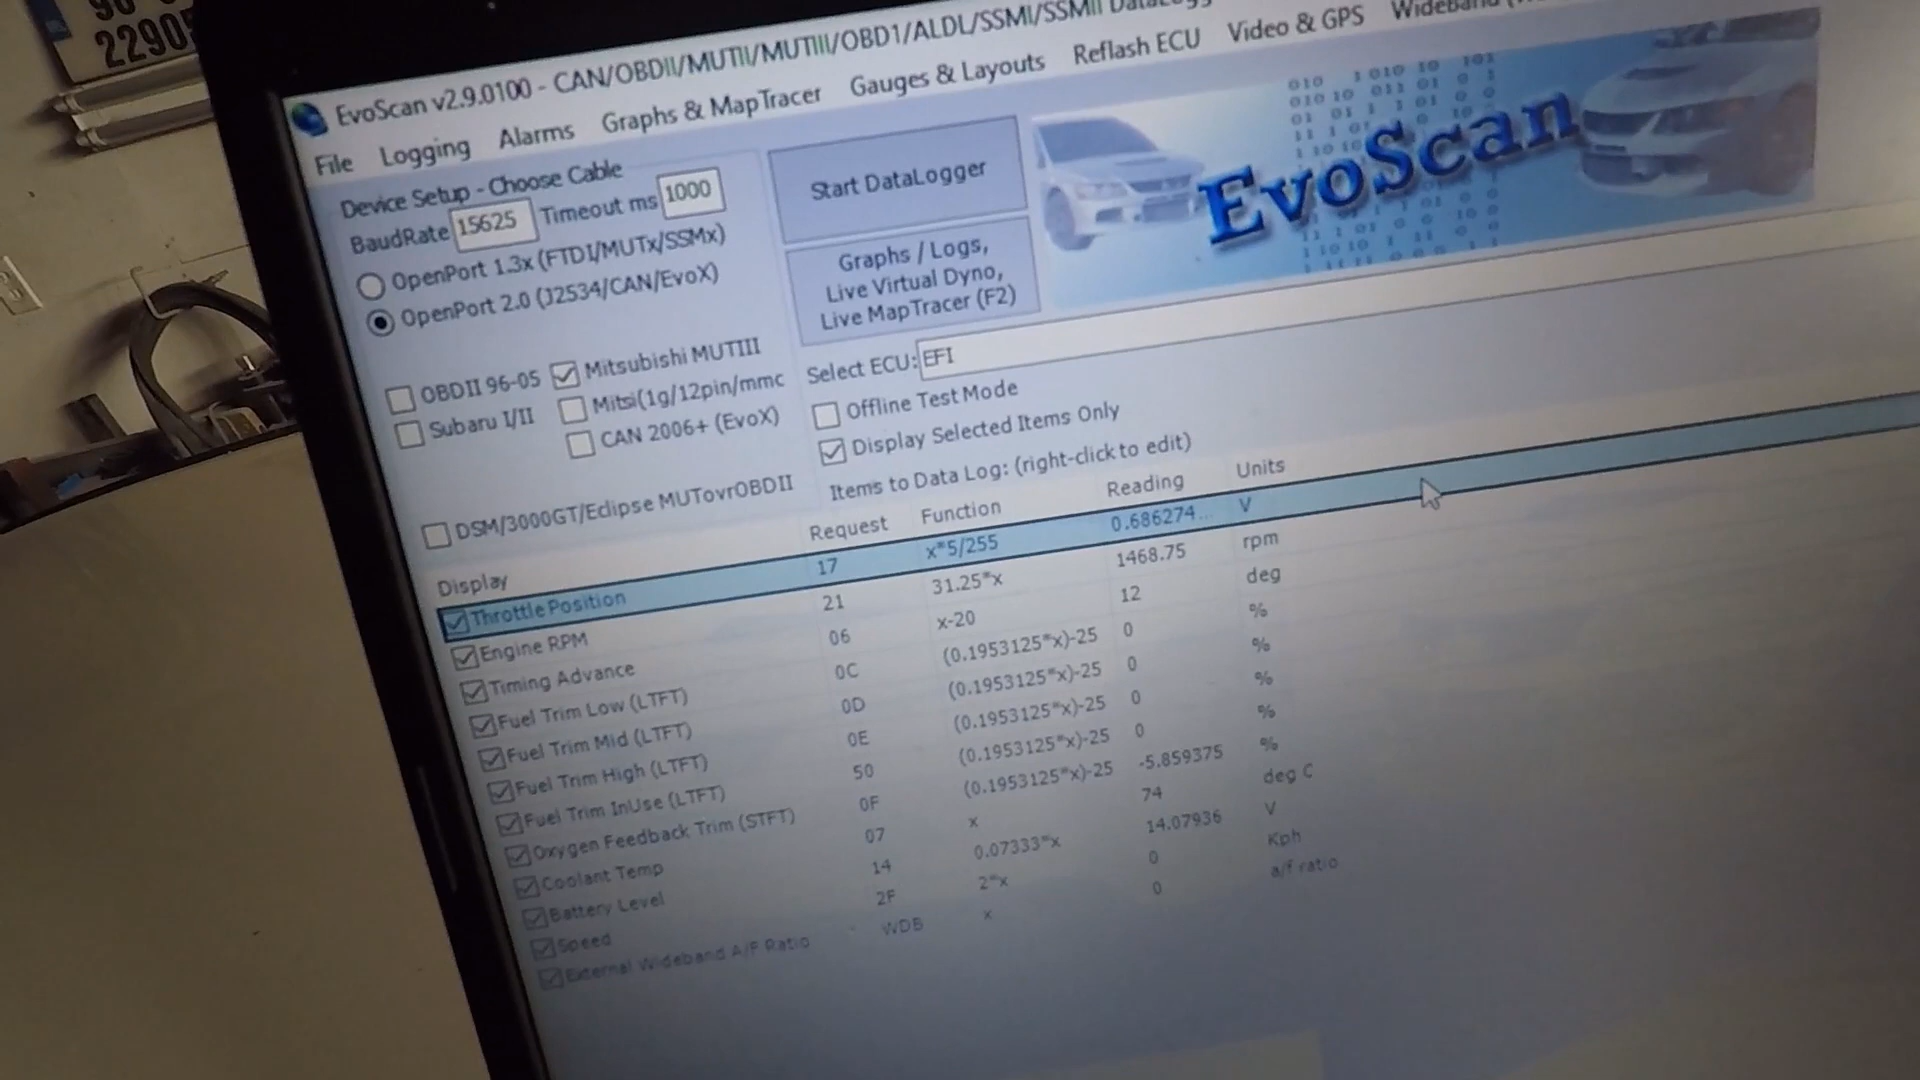 2290
EvoScan v2.9.0100 - CAN/OBDII/MUTII/MUTIII/OBD1/ALDL/SSMI/SSMII
File Logging Alarms Graphs & MapTracer Gauges & Layouts Reflash ECU Video & GPS
Device Setup - Choose Cable
BaudRate 15625 Timeout ms 1000
OpenPort 1.3x (FTDI/MUTx/SSMx)
OpenPort 2.0 (J2534/CAN/EvoX)
OBDII 96-05 Mitsubishi MUTIII
Subaru I/II Mitsi(1g/12pin/mmc
CAN 2006+ (EvoX)
DSM/3000GT/Eclipse MUTovrOBDII
Start DataLogger
Graphs / Logs,
Live Virtual Dyno,
Live MapTracer (F2)
EvoScan
Select ECU: EFI
Offline Test Mode
Display Selected Items Only
Items to Data Log: (right-click to edit)
Display Request Function Reading Units
Throttle Position 17 x*5/255 0.686274... V
Engine RPM 21 31.25*x 1468.75 rpm
Timing Advance 06 x-20 12 deg
Fuel Trim Low (LTFT) 0C (0.1953125*x)-25 0 %
Fuel Trim Mid (LTFT) 0D (0.1953125*x)-25 0 %
Fuel Trim High (LTFT) 0E (0.1953125*x)-25 0 %
Fuel Trim InUse (LTFT) 50 (0.1953125*x)-25 0 %
Oxygen Feedback Trim (STFT) 0F (0.1953125*x)-25 -5.859375 %
Coolant Temp 07 x 74 deg C
Battery Level 14 0.07333*x 14.07936 V
Speed 2F 2*x 0 Kph
External Wideband A/F Ratio WDB x 0 a/f ratio